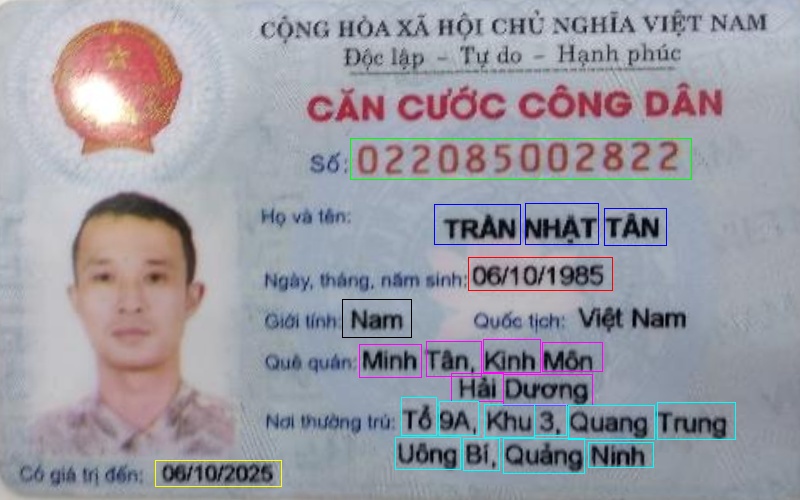 CỘNG HÒA XÃ HỘI CHỦ NGHĨA VIỆT NAM
Độc lập - Tự do - Hạnh phúc
CĂN CƯỚC CÔNG DÂN
Số: 022085002822
Họ và tên: TRẦN NHẬT TÂN
Ngày, tháng, năm sinh: 06/10/1985
Giới tính: Nam Quốc tịch: Việt Nam
Quê quán: Minh Tân, Kinh Môn
Hải Dương
Nơi thường trú: Tổ 9A, Khu 3, Quang Trung
Uông Bí, Quảng Ninh
Có giá trị đến: 06/10/2025